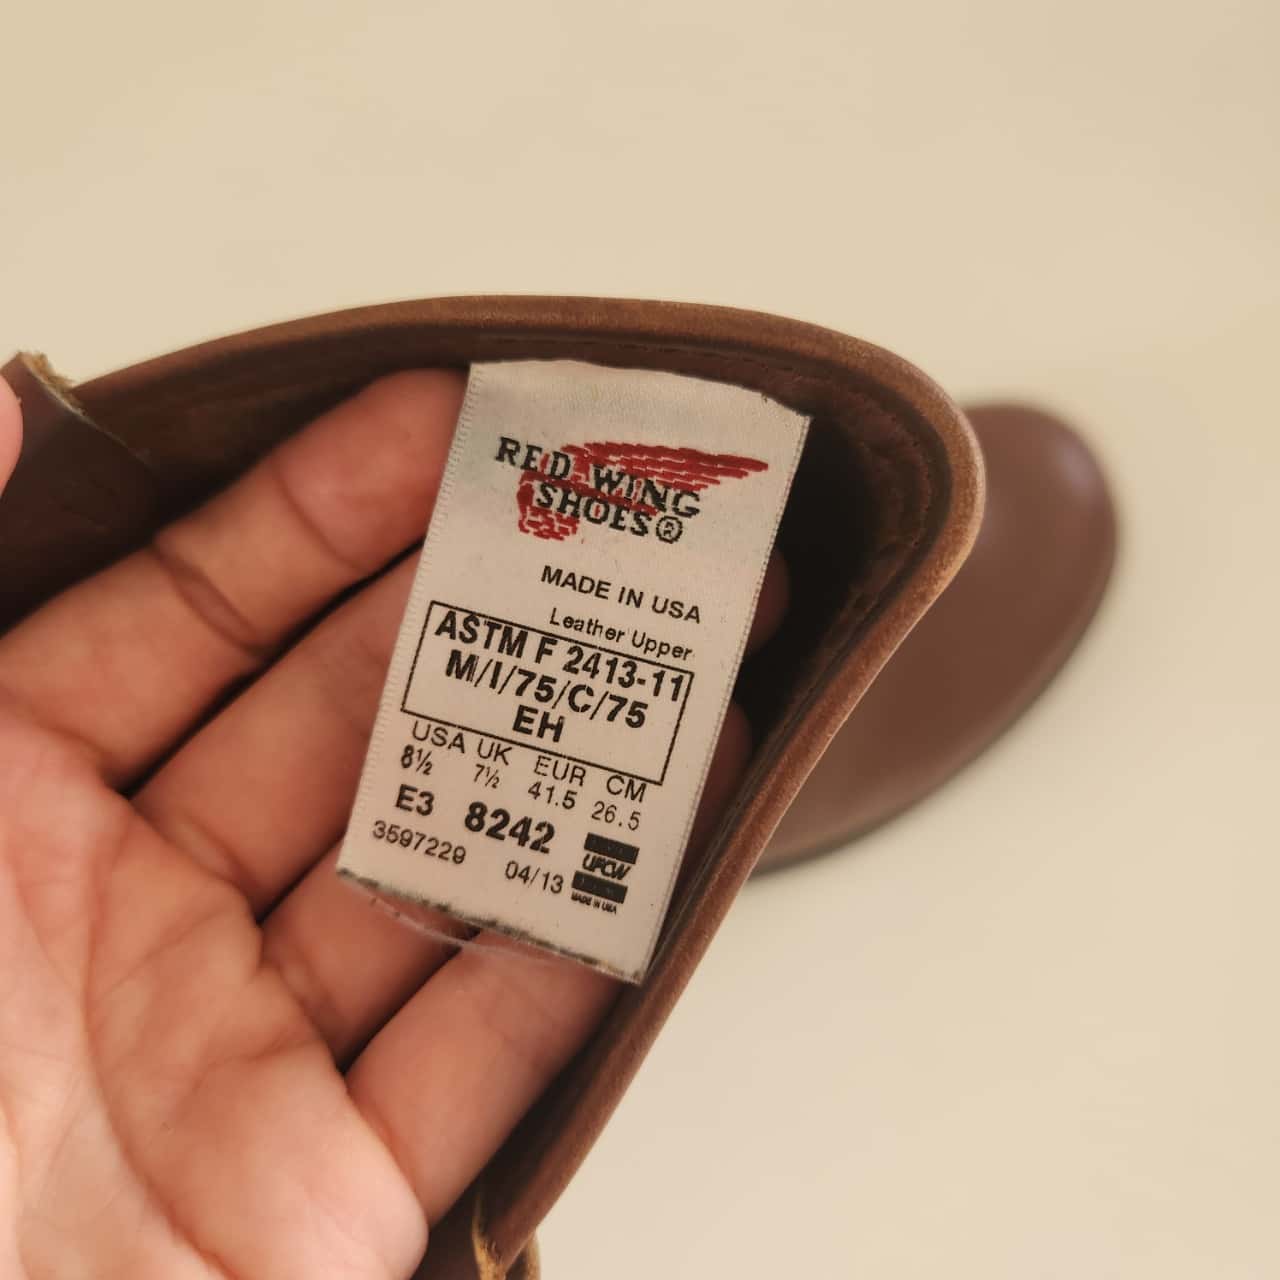 RED WING
SHOES®
MADE IN USA
Leather Upper
ASTM F 2413-11
M/I/75/C/75
EH
USA UK EUR CM
8½ 7½ 41.5 26.5
E3 8242
3597229 04/13
UFCW
MADE IN USA